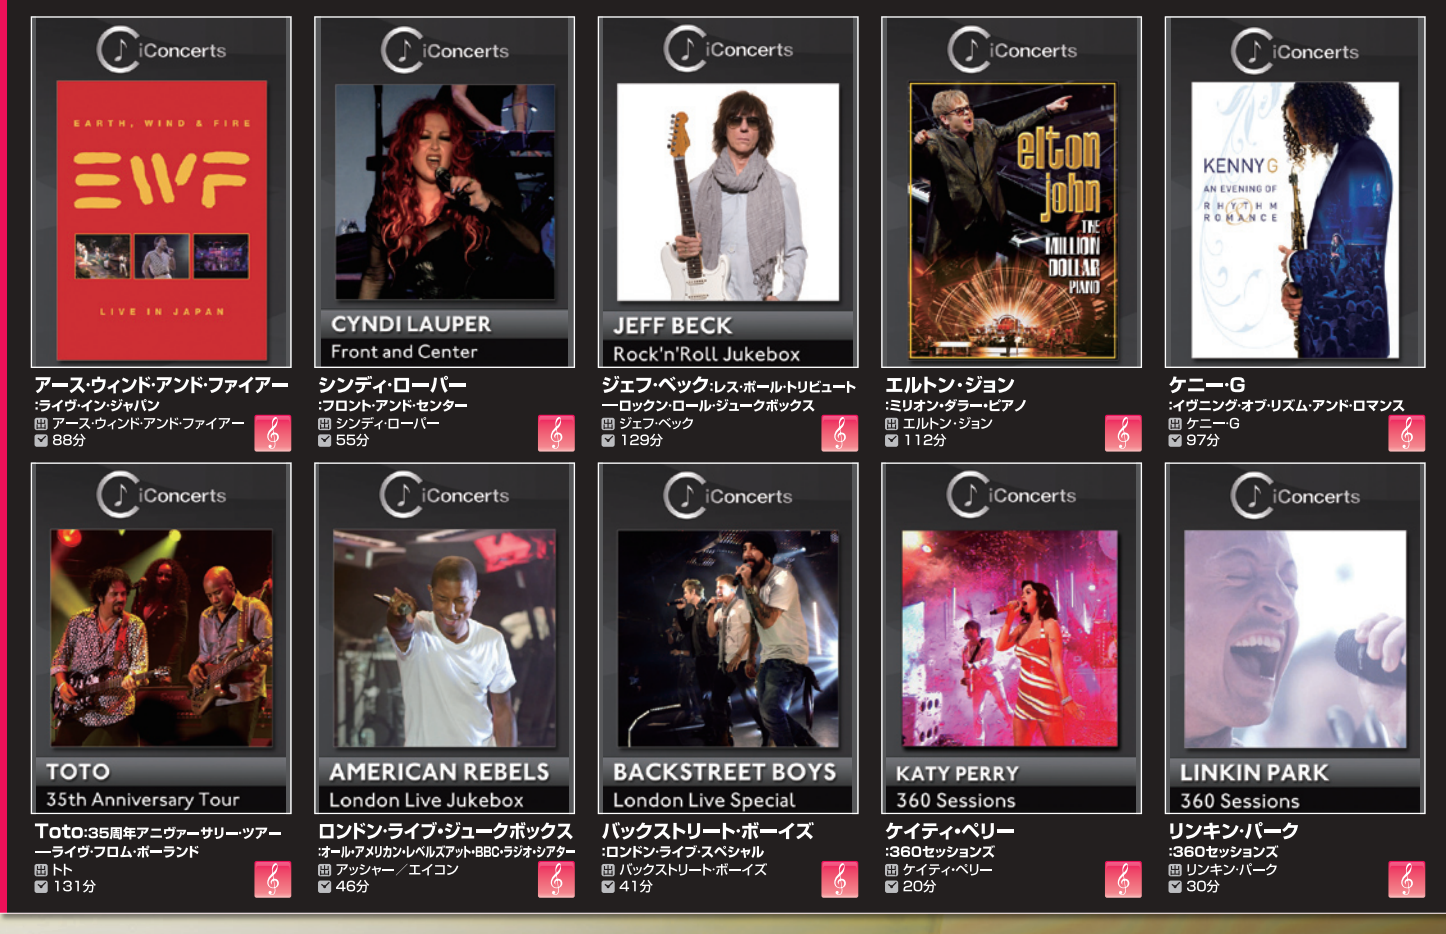 iConcerts
EARTH, WIND & FIRE
EWF
LIVE IN JAPAN
アース・ウィンド・アンド・ファイアー
:ライヴ・イン・ジャパン
アース・ウィンド・アンド・ファイアー
88分
iConcerts
CYNDI LAUPER
Front and Center
シンディ・ローパー
:フロント・アンド・センター
シンディ・ローパー
55分
iConcerts
JEFF BECK
Rock'n'Roll Jukebox
ジェフ・ベック:レス・ポール・トリビュート
―ロックン・ロール・ジュークボックス
ジェフ・ベック
129分
iConcerts
elton
john
THE
MILLION
DOLLAR
PIANO
エルトン・ジョン
:ミリオン・ダラー・ピアノ
エルトン・ジョン
112分
iConcerts
KENNY G
AN EVENING OF
RHYTHM
ROMANCE
ケニー・G
:イヴニング・オブ・リズム・アンド・ロマンス
ケニー・G
97分
iConcerts
TOTO
35th Anniversary Tour
Toto:35周年アニヴァーサリー・ツアー
―ライヴ・フロム・ポーランド
トト
131分
iConcerts
AMERICAN REBELS
London Live Jukebox
ロンドン・ライブ・ジュークボックス
:オール・アメリカン・レベルズアット・BBC・ラジオ・シアター
アッシャー／エイコン
46分
iConcerts
BACKSTREET BOYS
London Live Special
バックストリート・ボーイズ
:ロンドン・ライブ・スペシャル
バックストリート・ボーイズ
41分
iConcerts
KATY PERRY
360 Sessions
ケイティ・ペリー
:360セッションズ
ケイティ・ペリー
20分
iConcerts
LINKIN PARK
360 Sessions
リンキン・パーク
:360セッションズ
リンキン・パーク
30分